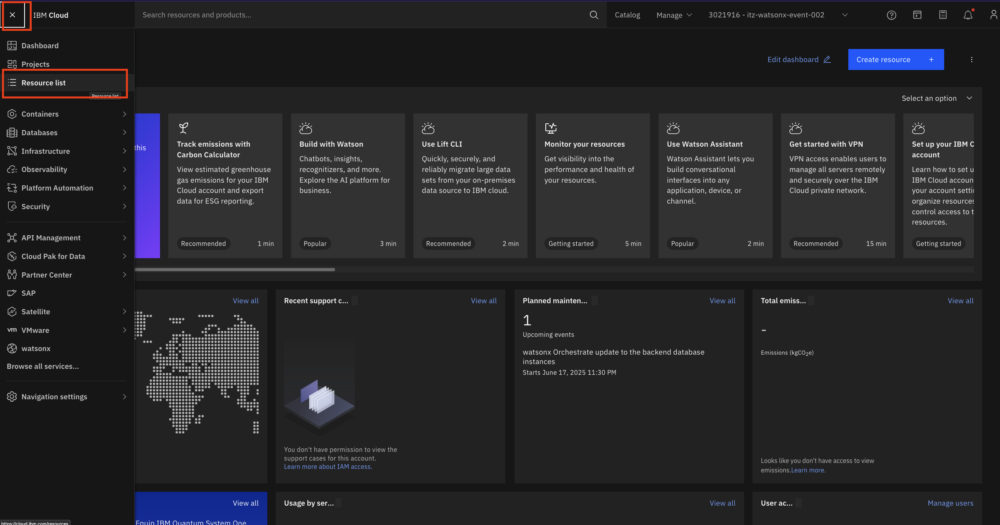 IBM Cloud
Search resources and products...
Catalog
Manage
3021916 - itz-watsonx-event-002
Dashboard
Projects
Resource list
Resource list
Containers
Databases
Infrastructure
Observability
Platform Automation
Security
API Management
Cloud Pak for Data
Partner Center
SAP
Satellite
vm VMware
watsonx
Browse all services...
Navigation settings
https://cloud.ibm.com/resources
Edit dashboard
Create resource
Select an option
this
Track emissions with
Carbon Calculator
View estimated greenhouse
gas emissions for your IBM
Cloud account and export
data for ESG reporting.
Recommended
1 min
Build with Watson
Chatbots, insights,
recognitizers, and more.
Explore the AI platform for
business.
Popular
3 min
Use Lift CLI
Quickly, securely, and
reliably migrate large data
sets from your on-premises
data source to IBM cloud.
Recommended
2 min
Monitor your resources
Get visibility into the
performance and health of
your resources.
Getting started
5 min
Use Watson Assistant
Watson Assistant lets you
build conversational
interfaces into any
application, device, or
channel.
Popular
2 min
Get started with VPN
VPN access enables users to
manage all servers remotely
and securely over the IBM
Cloud private network.
Recommended
15 min
Set up your IBM C
account
Learn how to set u
IBM Cloud accoun
your account setti
organize resources
control access to t
resources.
Getting started
View all
Recent support c...
View all
You don't have permission to view the
support cases for this account.
Learn more about IAM access.
Planned mainten...
View all
1
Upcoming events
watsonx Orchestrate update to the backend database
instances
Starts June 17, 2025 11:30 PM
Total emiss...
View all
-
Emissions (kgCO2e)
Looks like you don't have access to view
emissions.Learn more.
View all
Equip IBM Quantum System One
Usage by ser...
View all
User ac...
Manage users